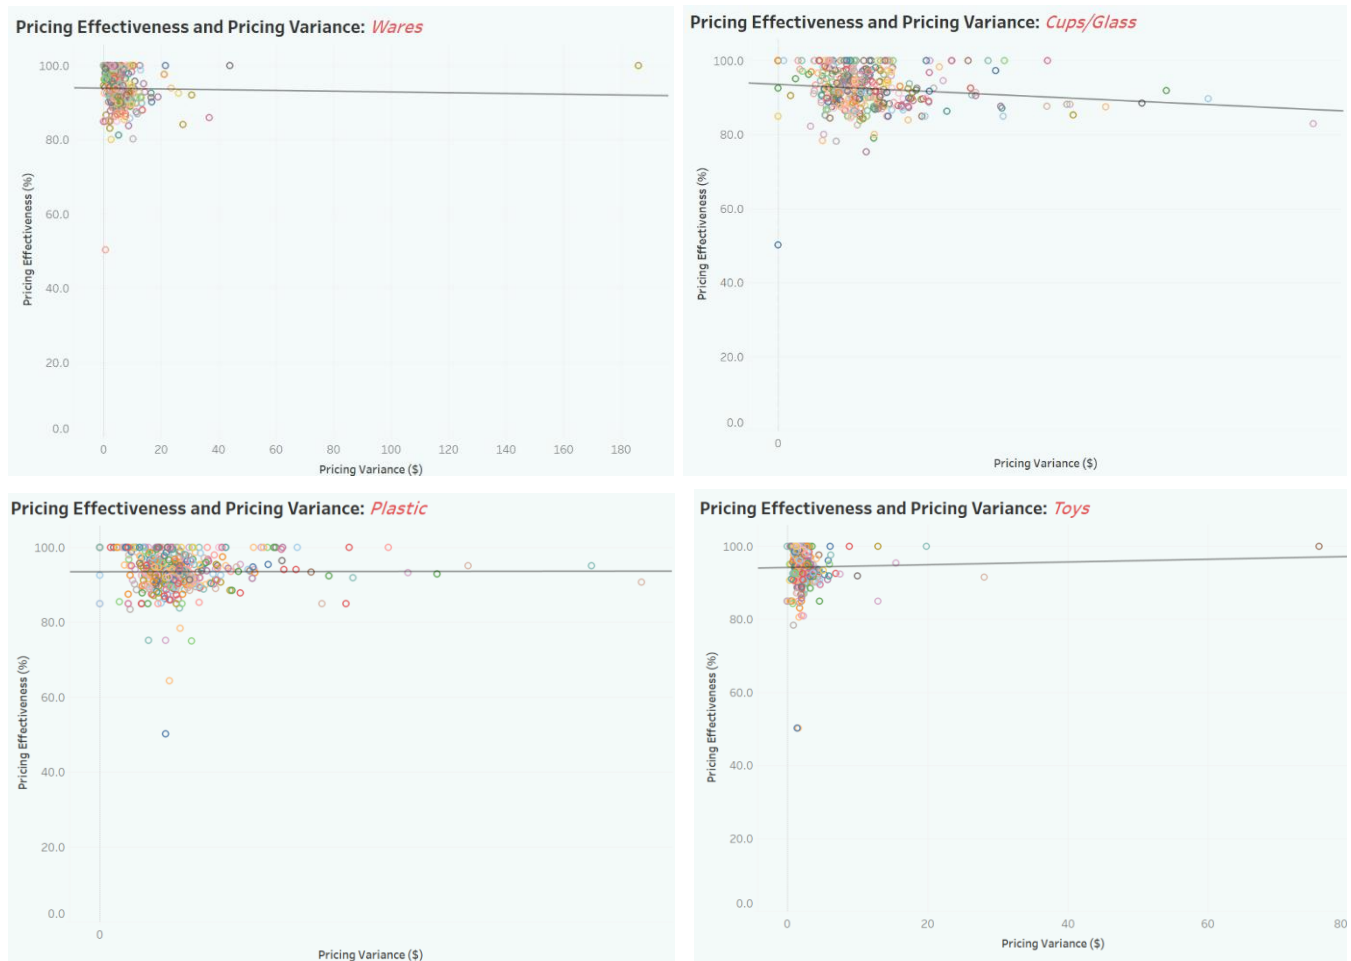 Pricing Effectiveness and Pricing Variance: Wares
100.0
80.0
60.0
40.0
20.0
0.0
Pricing Effectiveness (%)
0 20 40 60 80 100 120 140 160 180
Pricing Variance ($)
Pricing Effectiveness and Pricing Variance: Cups/Glass
100.0
80.0
60.0
40.0
20.0
0.0
Pricing Effectiveness (%)
0
Pricing Variance ($)
Pricing Effectiveness and Pricing Variance: Plastic
100.0
80.0
60.0
40.0
20.0
0.0
Pricing Effectiveness (%)
0
Pricing Variance ($)
Pricing Effectiveness and Pricing Variance: Toys
100.0
80.0
60.0
40.0
20.0
0.0
Pricing Effectiveness (%)
0 20 40 60 80
Pricing Variance ($)